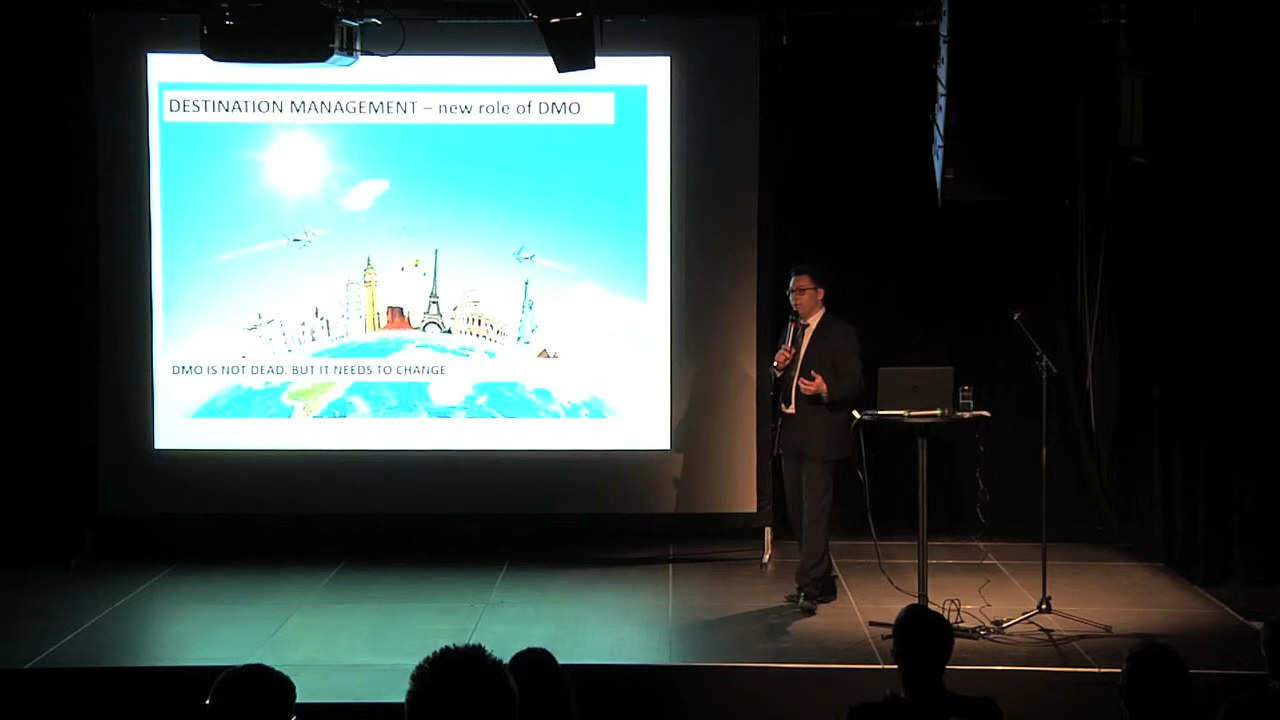 DESTINATION MANAGEMENT – new role of DMO
DMO IS NOT DEAD. BUT IT NEEDS TO CHANGE